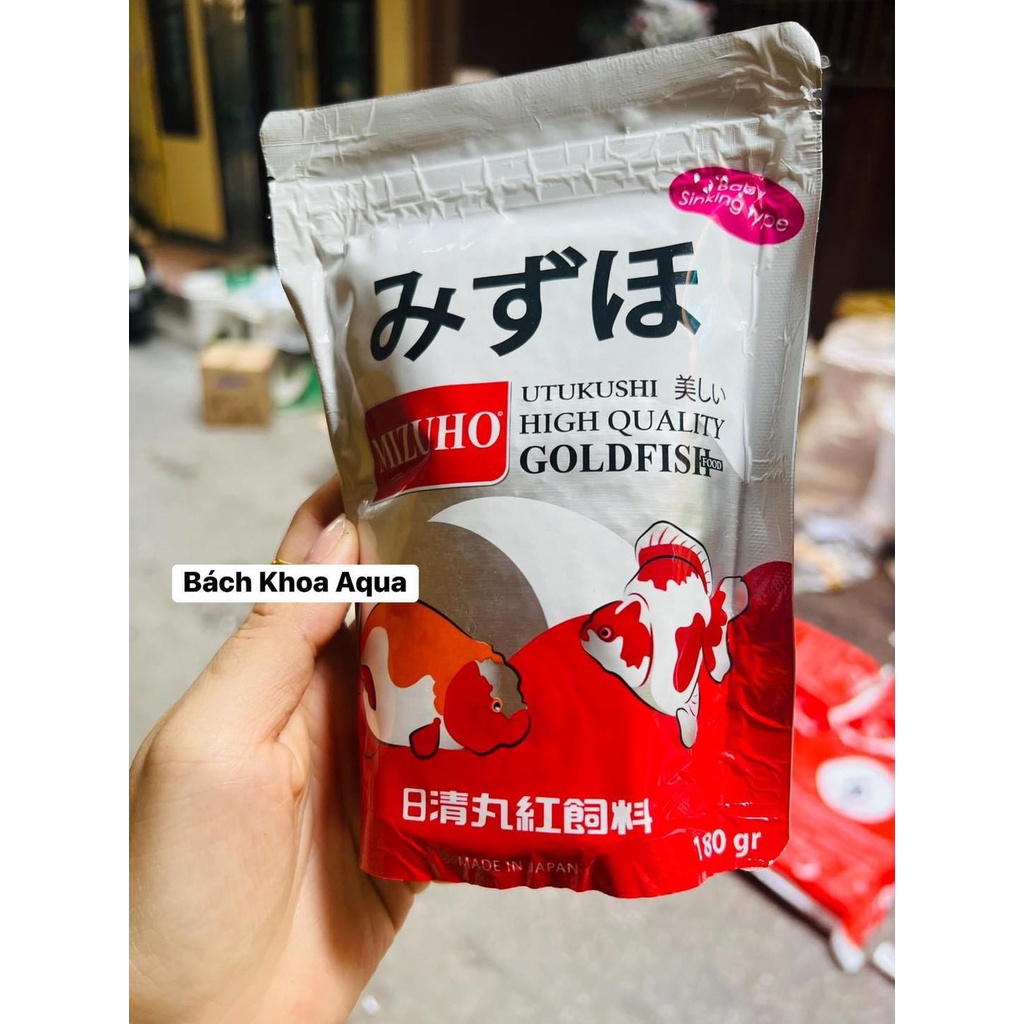 Baby
Sinking Type
みずほ
MIZUHO
UTUKUSHI 美しい
HIGH QUALITY
GOLDFISH FOOD
Bách Khoa Aqua
日清丸紅飼料
180 gr
MADE IN JAPAN